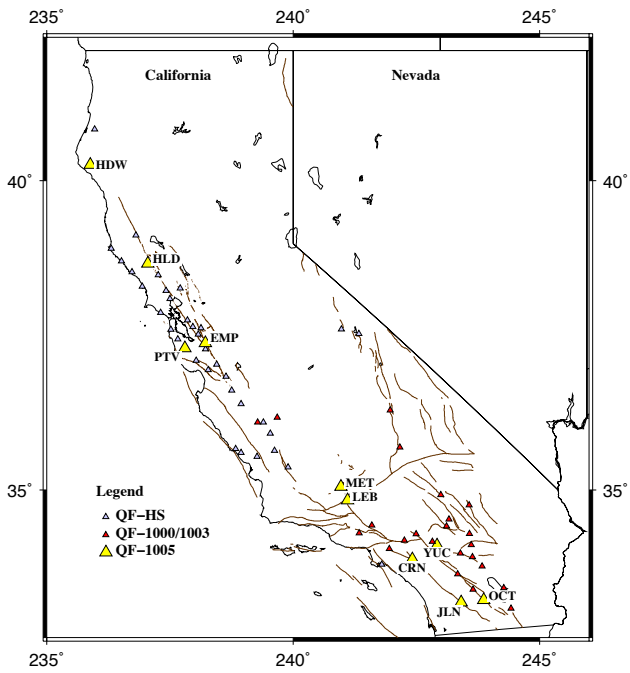 235° 240° 245°
California Nevada
HDW
40° 40°
HLD
EMP
PTV
MET
35° 35°
LEB
Legend
QF-HS
QF-1000/1003
QF-1005
YUC
CRN
OCT
JLN
235° 240° 245°